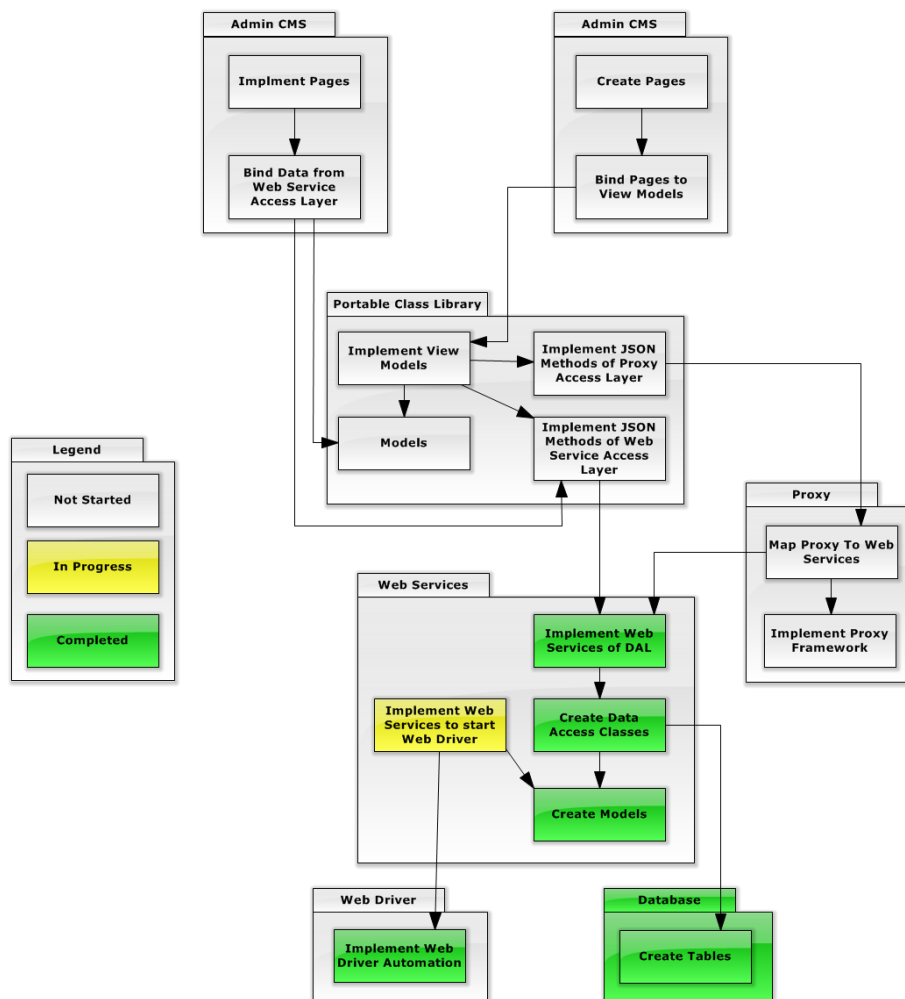 Admin CMS
Implment Pages
Bind Data from
Web Service
Access Layer
Admin CMS
Create Pages
Bind Pages to
View Models
Portable Class Library
Implement View
Models
Implement JSON
Methods of Proxy
Access Layer
Models
Implement JSON
Methods of Web
Service Access
Layer
Legend
Not Started
In Progress
Completed
Proxy
Map Proxy To Web
Services
Implement Proxy
Framework
Web Services
Implement Web
Services of DAL
Implement Web
Services to start
Web Driver
Create Data
Access Classes
Create Models
Web Driver
Implement Web
Driver Automation
Database
Create Tables